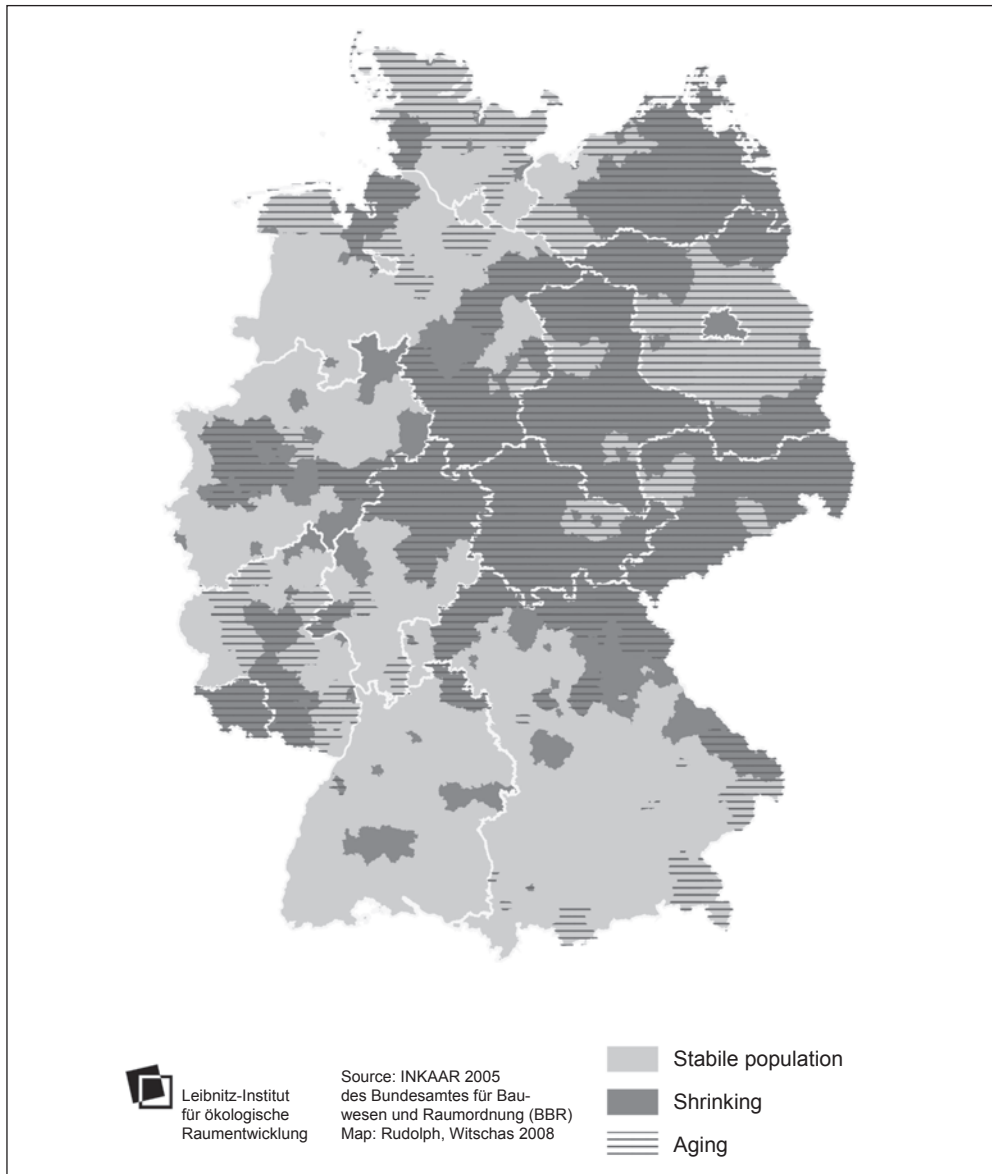 Leibnitz-Institut
für ökologische
Raumentwicklung
Source: INKAAR 2005
des Bundesamtes für Bau-
wesen und Raumordnung (BBR)
Map: Rudolph, Witschas 2008
Stabile population
Shrinking
Aging